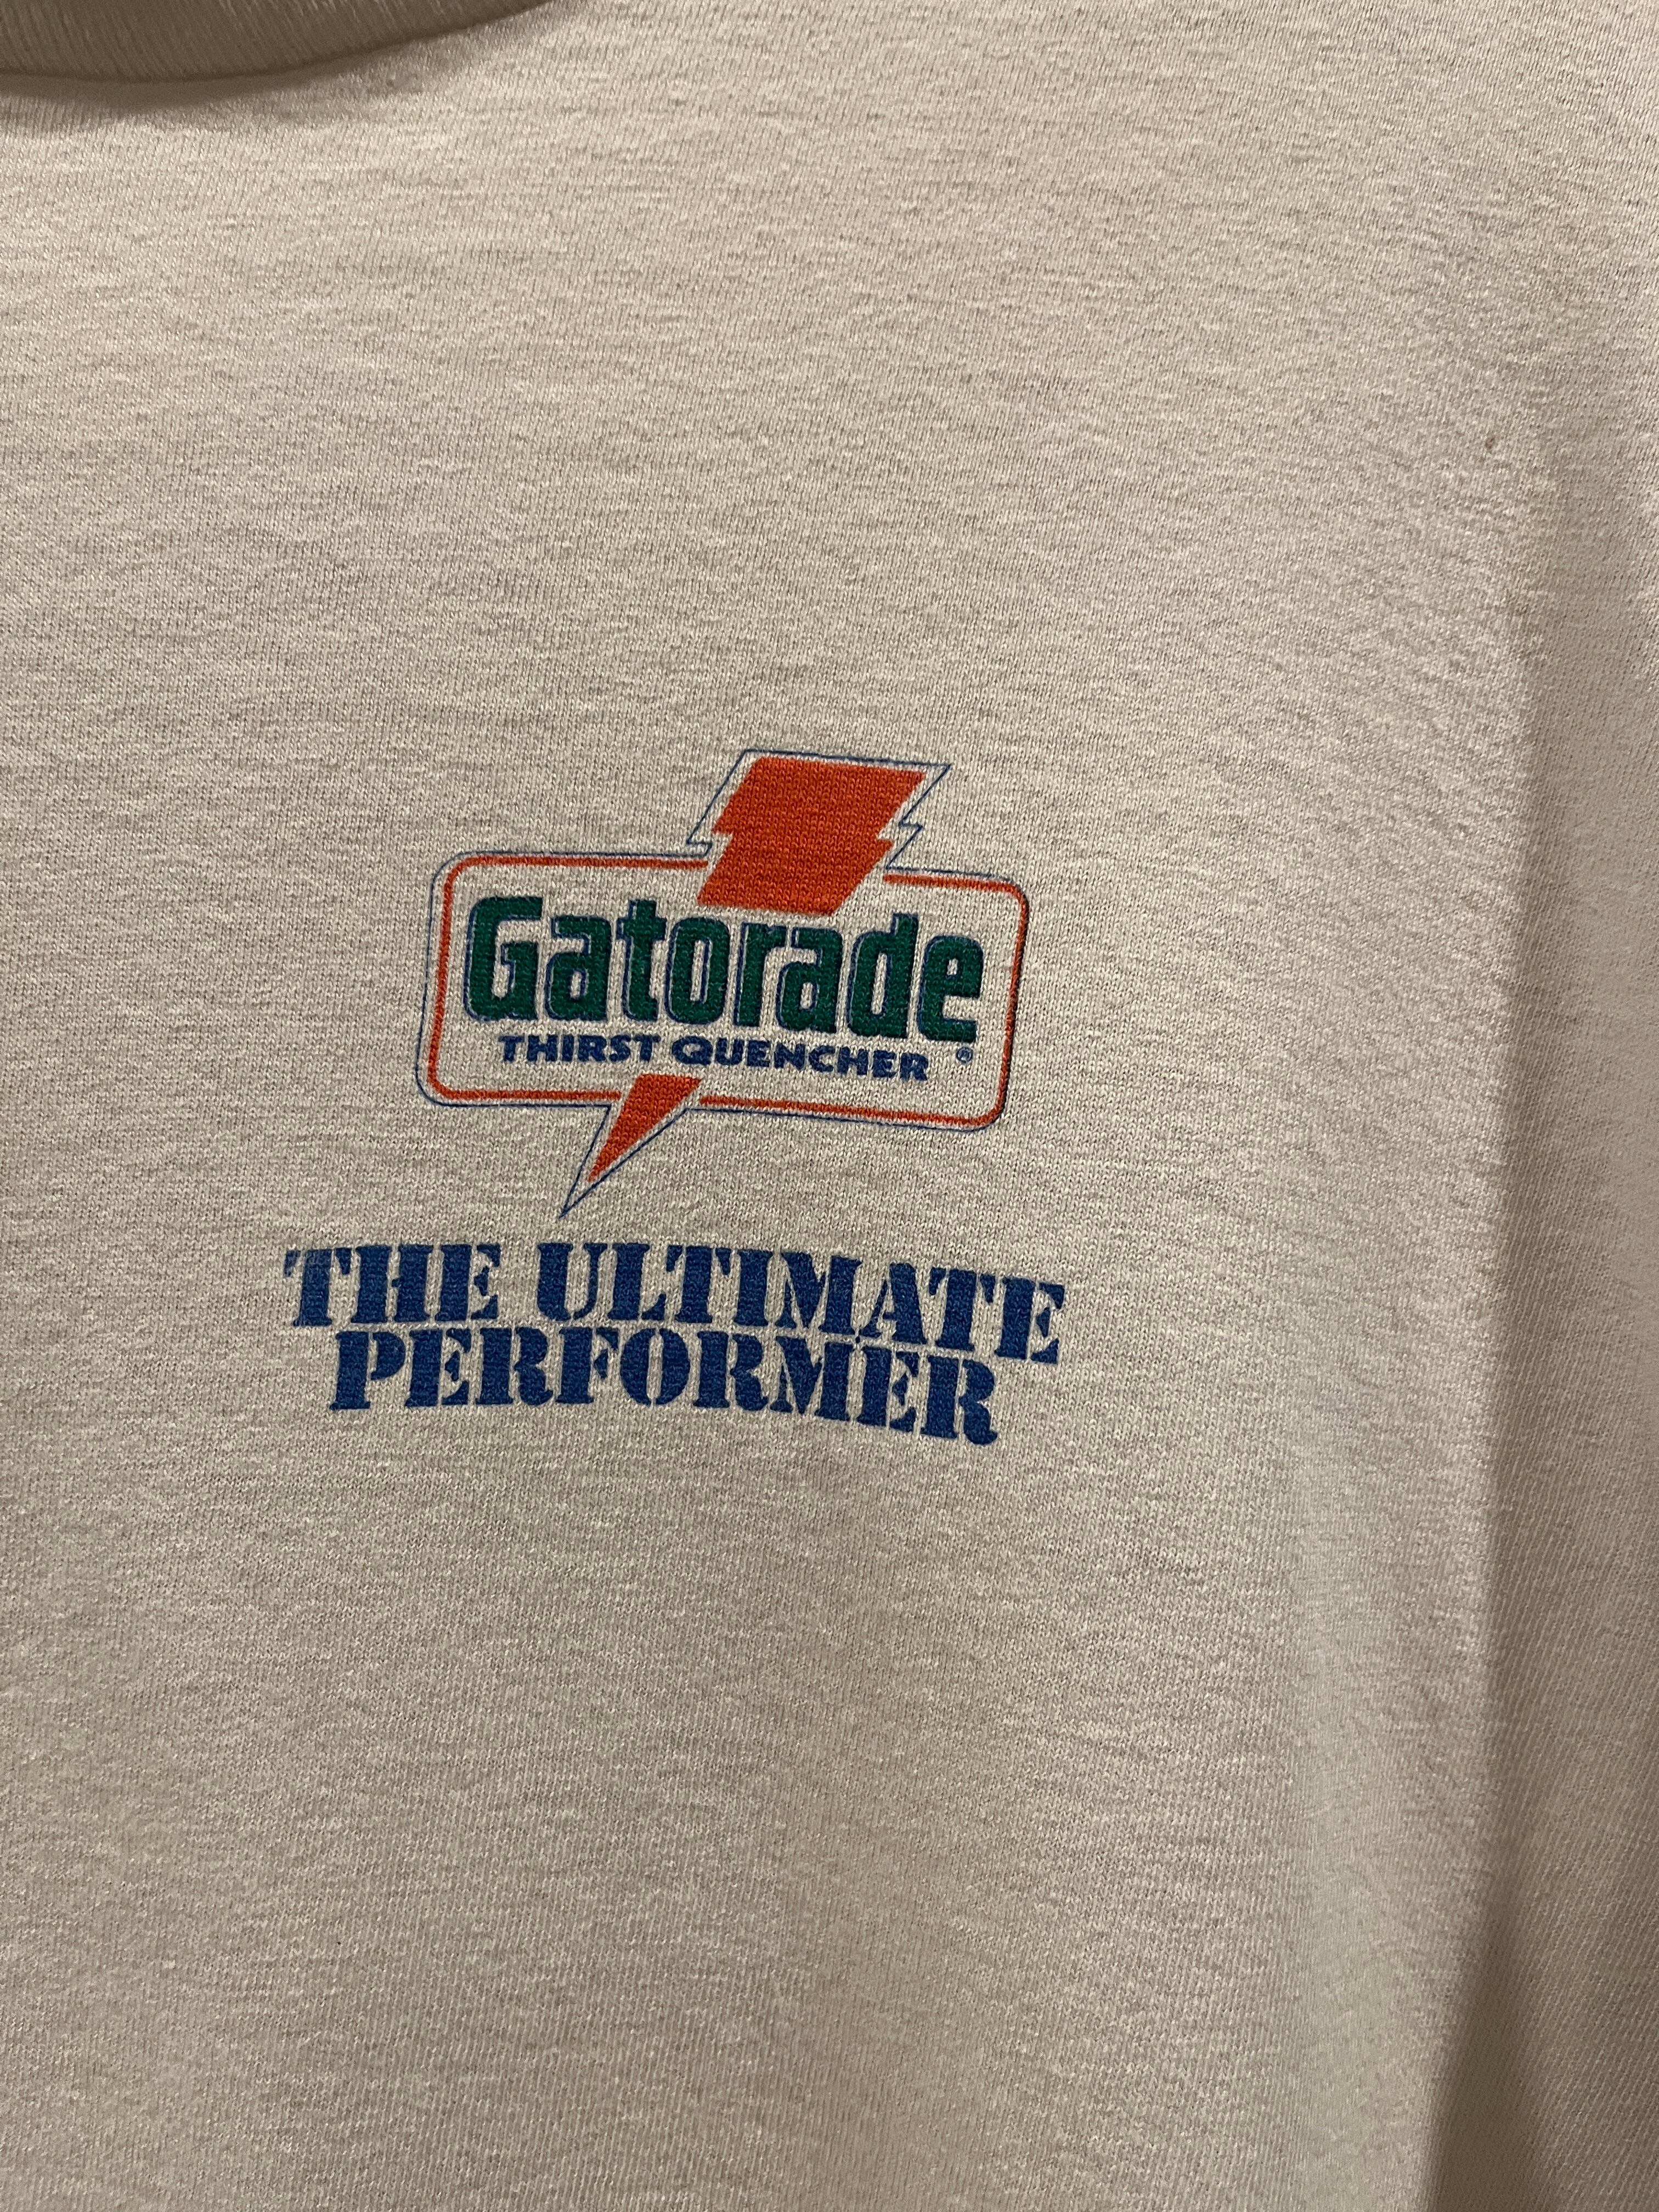 Gatorade
THIRST QUENCHER ®
THE ULTIMATE
PERFORMER